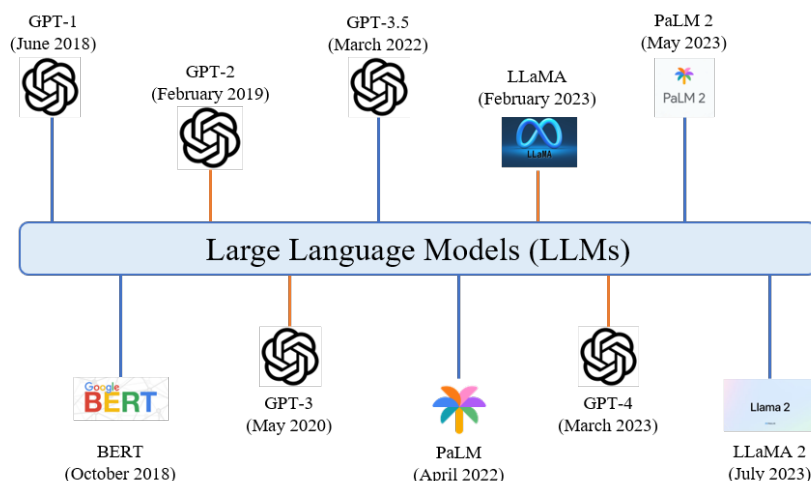 GPT-1
(June 2018)
GPT-2
(February 2019)
GPT-3.5
(March 2022)
LLaMA
(February 2023)
LLaMA
PaLM 2
(May 2023)
PaLM 2
Large Language Models (LLMs)
Google
BERT
BERT
(October 2018)
GPT-3
(May 2020)
PaLM
(April 2022)
GPT-4
(March 2023)
Llama 2
LLaMA 2
(July 2023)